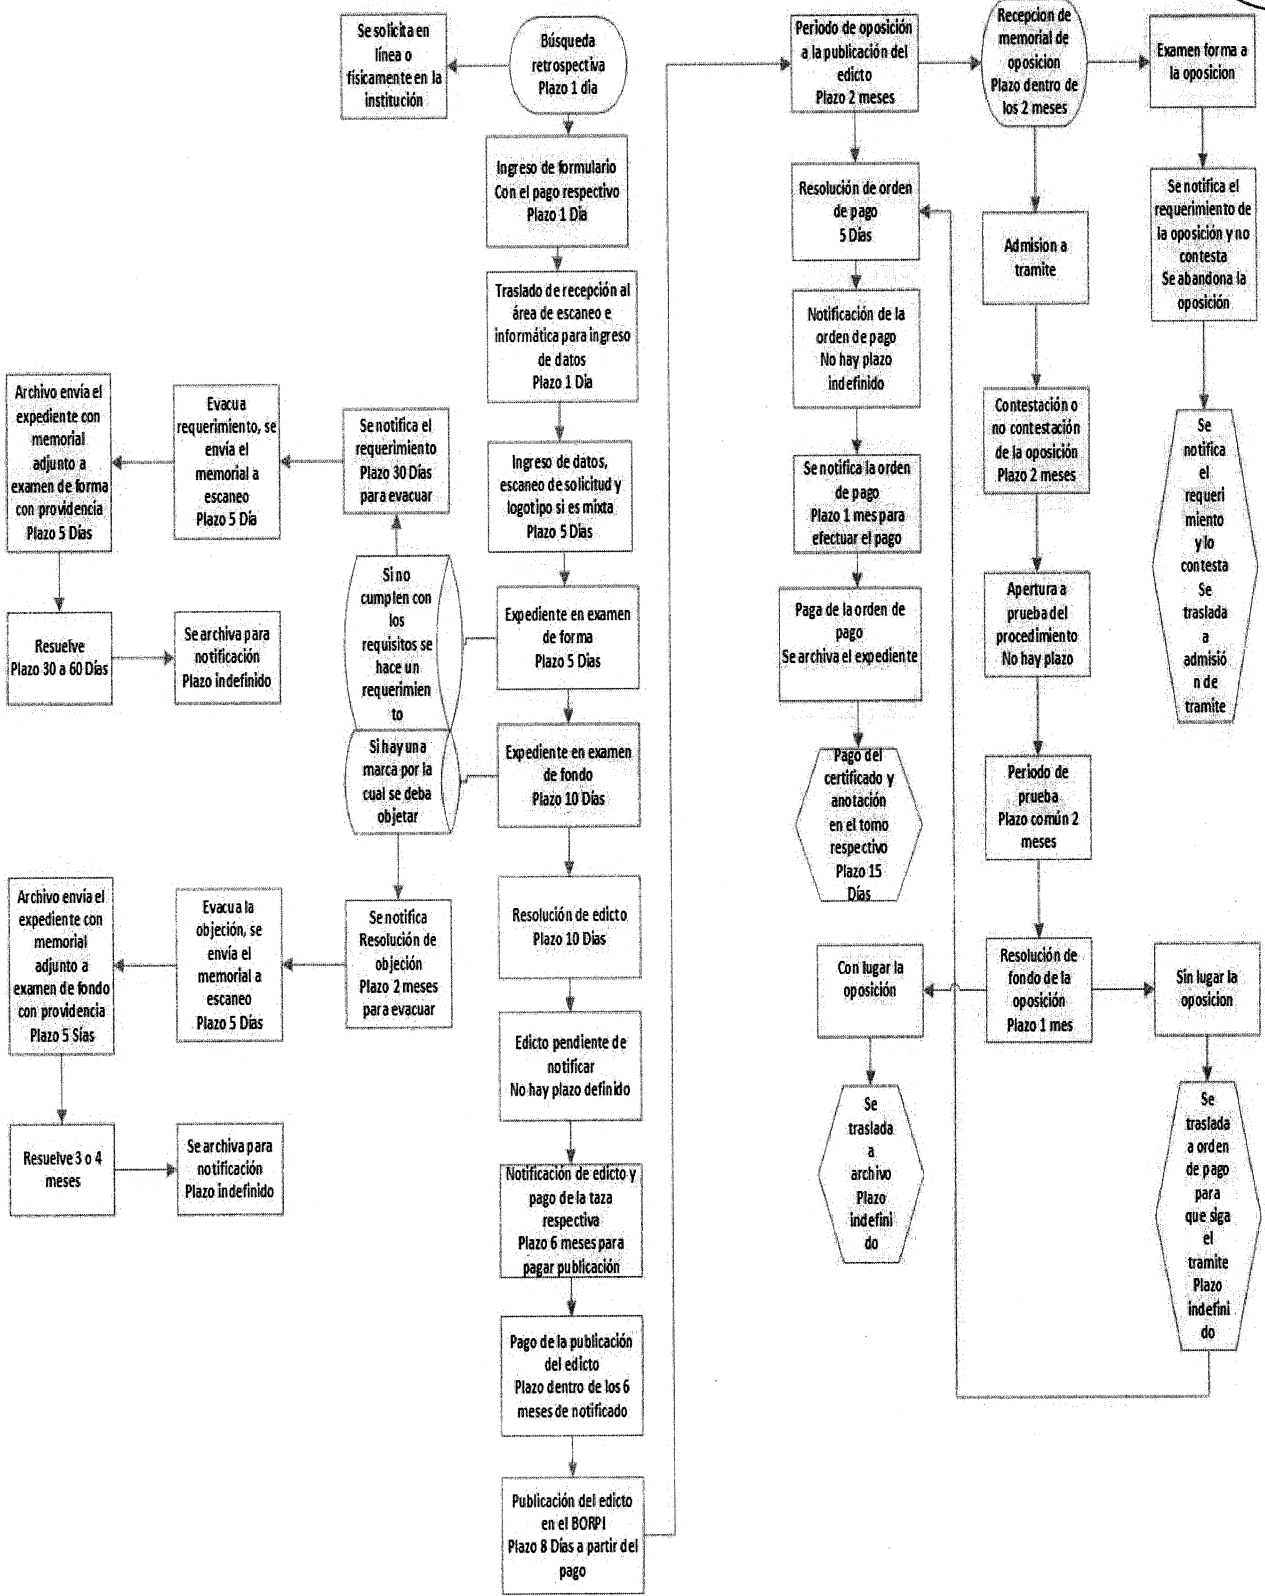 Se solicita en
línea o
físicamente en la
institución
Búsqueda
retrospectiva
Plazo 1 dia
Ingreso de formulario
Con el pago respectivo
Plazo 1 Dia
Traslado de recepción al
área de escaneo e
informática para ingreso
de datos
Plazo 1 Dia
Ingreso de datos,
escaneo de solicitud y
logotipo si es mixta
Plazo 5 Dias
Expediente en examen
de forma
Plazo 5 Dias
Expediente en examen
de fondo
Plazo 10 Dias
Resolución de edicto
Plazo 10 Dias
Edicto pendiente de
notificar
No hay plazo definido
Notificación de edicto y
pago de la taza
respectiva
Plazo 6 meses para
pagar publicación
Pago de la publicación
del edicto
Plazo dentro de los 6
meses de notificado
Publicación del edicto
en el BORPI
Plazo 8 Días a partir del
pago
Si no
cumplen con
los
requisitos se
hace un
requerimien
to
Se notifica el
requerimiento
Plazo 30 Dias
para evacuar
Evacua
requerimiento, se
envía el
memorial a
escaneo
Plazo 5 Día
Archivo envía el
expediente con
memorial
adjunto a
examen de forma
con providencia
Plazo 5 Días
Resuelve
Plazo 30 a 60 Dias
Se archiva para
notificación
Plazo indefinido
Si hay una
marca por la
cual se deba
objetar
Se notifica
Resolución de
objeción
Plazo 2 meses
para evacuar
Evacua la
objeción, se
envía el
memorial a
escaneo
Plazo 5 Días
Archivo envía el
expediente con
memorial
adjunto a
examen de fondo
con providencia
Plazo 5 Sías
Resuelve 3 o 4
meses
Se archiva para
notificación
Plazo indefinido
Periodo de oposición
a la publicación del
edicto
Plazo 2 meses
Resolución de orden
de pago
5 Días
Notificación de la
orden de pago
No hay plazo
indefinido
Se notifica la orden
de pago
Plazo 1 mes para
efectuar el pago
Paga de la orden de
pago
Se archiva el expediente
Pago del
certificado y
anotación
en el tomo
respectivo
Plazo 15
Días
Recepcion de
memorial de
oposición
Plazo dentro de
los 2 meses
Admision a
tramite
Contestación o
no contestación
de la oposición
Plazo 2 meses
Apertura a
prueba del
procedimiento
No hay plazo
Periodo de
prueba
Plazo común 2
meses
Resolución de
fondo de la
oposición
Plazo 1 mes
Con lugar la
oposición
Se
traslada
a
archivo
Plazo
indefini
do
Sin lugar la
oposicion
Se
traslada
a orden
de pago
para
que siga
el
tramite
Plazo
indefini
do
Examen forma a
la oposicion
Se notifica el
requerimiento de
la oposición y no
contesta
Se abandona la
oposición
Se
notifica
el
requeri
miento
y lo
contesta
Se
traslada
a
admisió
n de
tramite